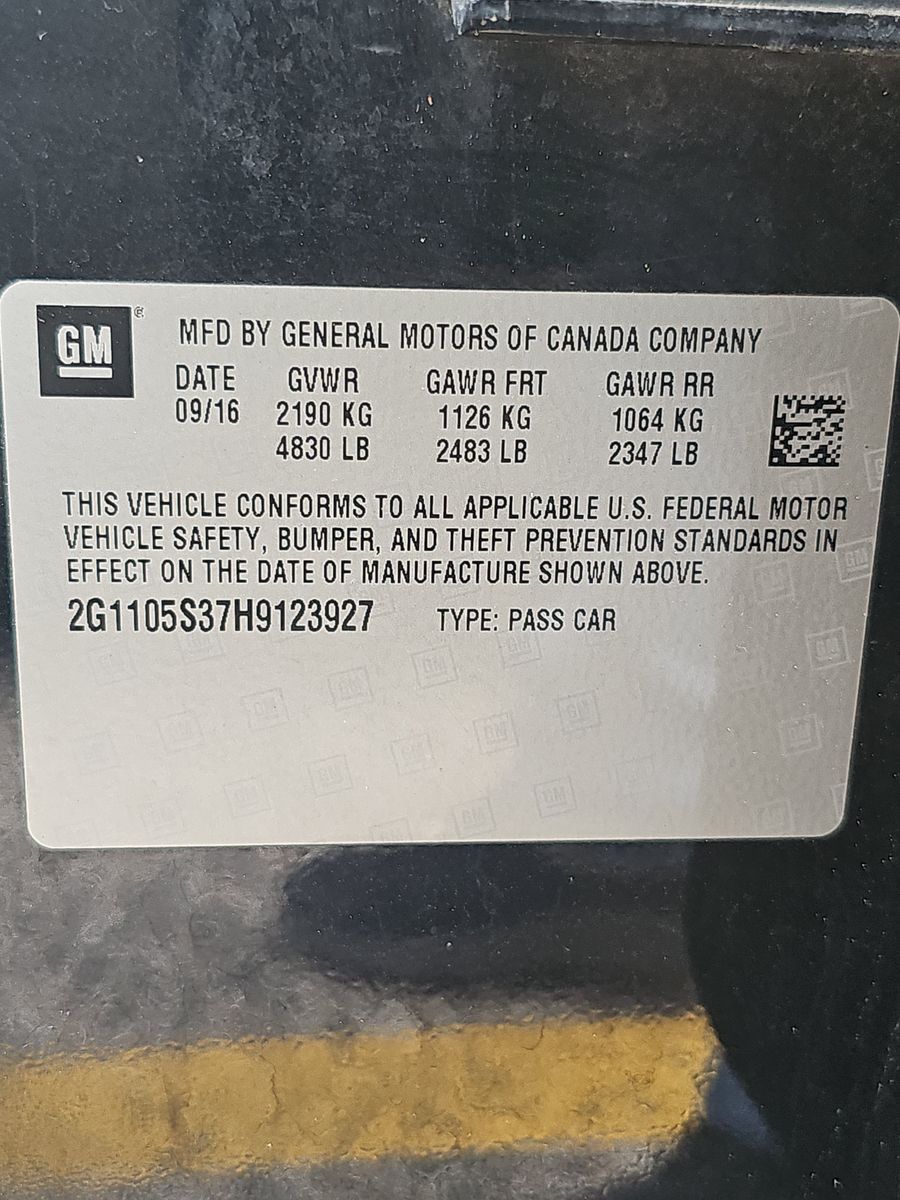 GM
MFD BY GENERAL MOTORS OF CANADA COMPANY
DATE GVWR GAWR FRT GAWR RR
09/16 2190 KG 1126 KG 1064 KG
4830 LB 2483 LB 2347 LB
THIS VEHICLE CONFORMS TO ALL APPLICABLE U.S. FEDERAL MOTOR
VEHICLE SAFETY, BUMPER, AND THEFT PREVENTION STANDARDS IN
EFFECT ON THE DATE OF MANUFACTURE SHOWN ABOVE.
2G1105S37H9123927 TYPE: PASS CAR